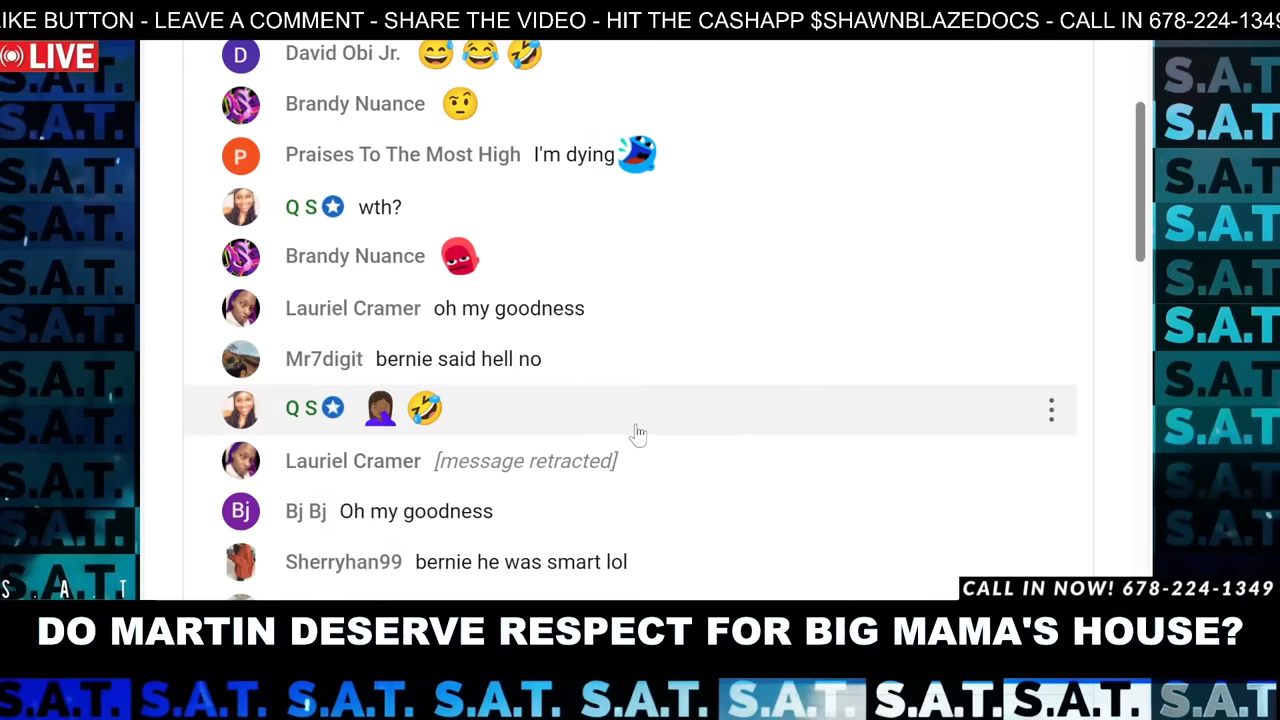 IKE BUTTON - LEAVE A COMMENT - SHARE THE VIDEO - HIT THE CASHAPP $SHAWNBLAZEDOCS - CALL IN 678-224-1349
LIVE
D David Obi Jr.
Brandy Nuance
P Praises To The Most High I'm dying
Q S wth?
Brandy Nuance
Lauriel Cramer oh my goodness
Mr7digit bernie said hell no
Q S
Lauriel Cramer [message retracted]
Bj Bj Bj Oh my goodness
Sherryhan99 bernie he was smart lol
S. A. T
CALL IN NOW! 678-224-1349
DO MARTIN DESERVE RESPECT FOR BIG MAMA'S HOUSE?
S.A.T. S.A.T. S.A.T. S.A.T. S.A.T. S.A.T. S.A.T. S.A.T. S.A.T